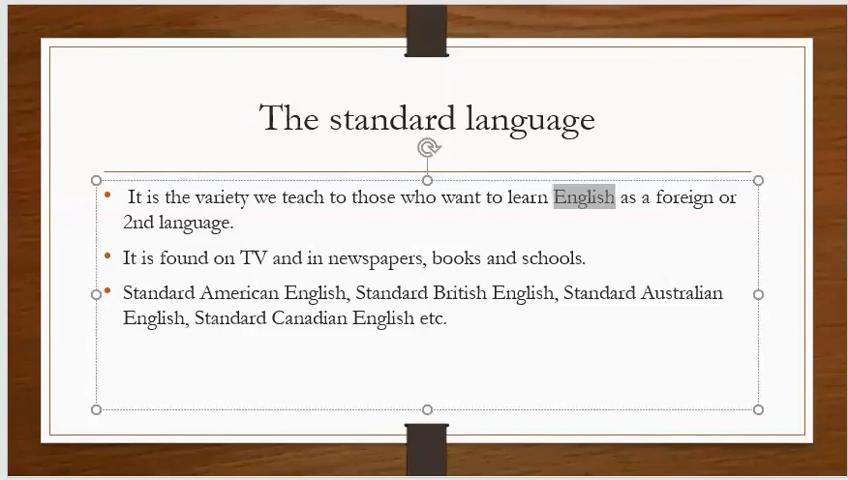 The standard language
• It is the variety we teach to those who want to learn English as a foreign or
2nd language.
• It is found on TV and in newspapers, books and schools.
• Standard American English, Standard British English, Standard Australian
English, Standard Canadian English etc.